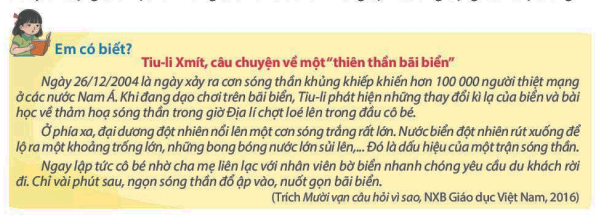 Em có biết?
Tiu-li Xmít, câu chuyện về một "thiên thần bãi biển"
Ngày 26/12/2004 là ngày xảy ra cơn sóng thần khủng khiếp khiến hơn 100 000 người thiệt mạng
ở các nước Nam Á. Khi đang dạo chơi trên bãi biển, Tiu-li phát hiện những thay đổi kì lạ của biển và bài
học về thảm hoạ sóng thần trong giờ Địa lí chợt loé lên trong đầu cô bé.
Ở phía xa, đại dương đột nhiên nổi lên một cơn sóng trắng rất lớn. Nước biển đột nhiên rút xuống để
lộ ra một khoảng trống lớn, những bong bóng nước lớn sủi lên,... Đó là dấu hiệu của một trận sóng thần.
Ngay lập tức cô bé nhờ cha mẹ liên lạc với nhân viên bờ biển nhanh chóng yêu cầu du khách rời
đi. Chỉ vài phút sau, ngọn sóng thần đổ ập vào, nuốt gọn bãi biển.
(Trích Mười vạn câu hỏi vì sao, NXB Giáo dục Việt Nam, 2016)